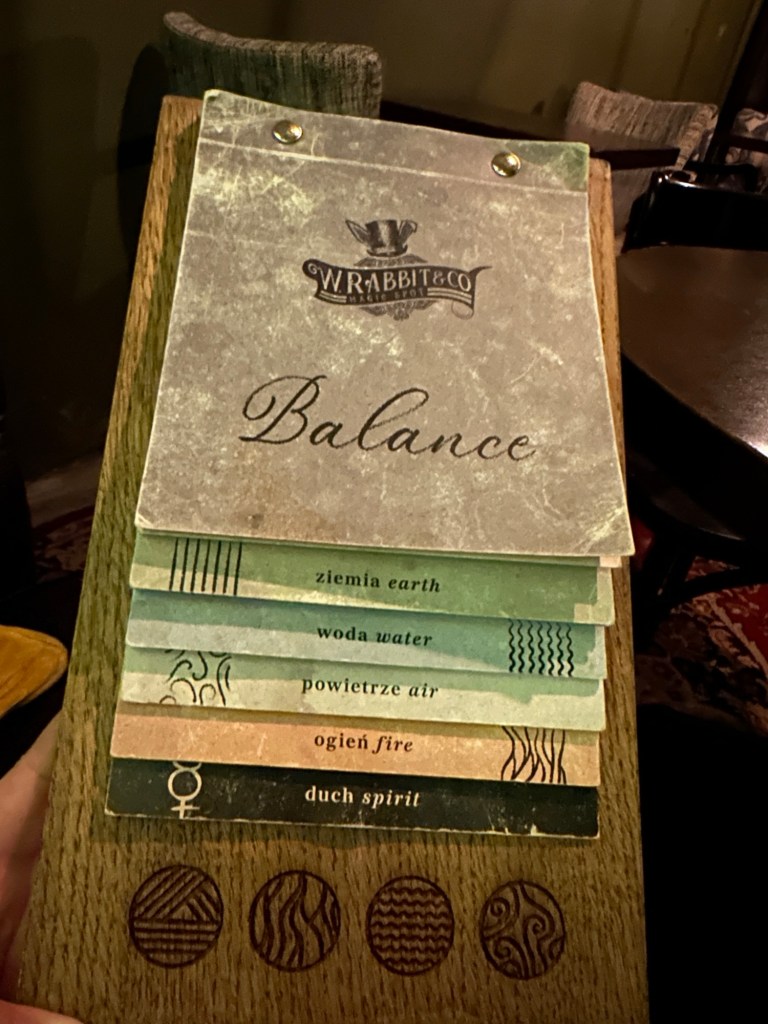 W.RABBIT&CO
MAGIC SPOT
Balance
ziemia earth
woda water
powietrze air
ogień fire
duch spirit